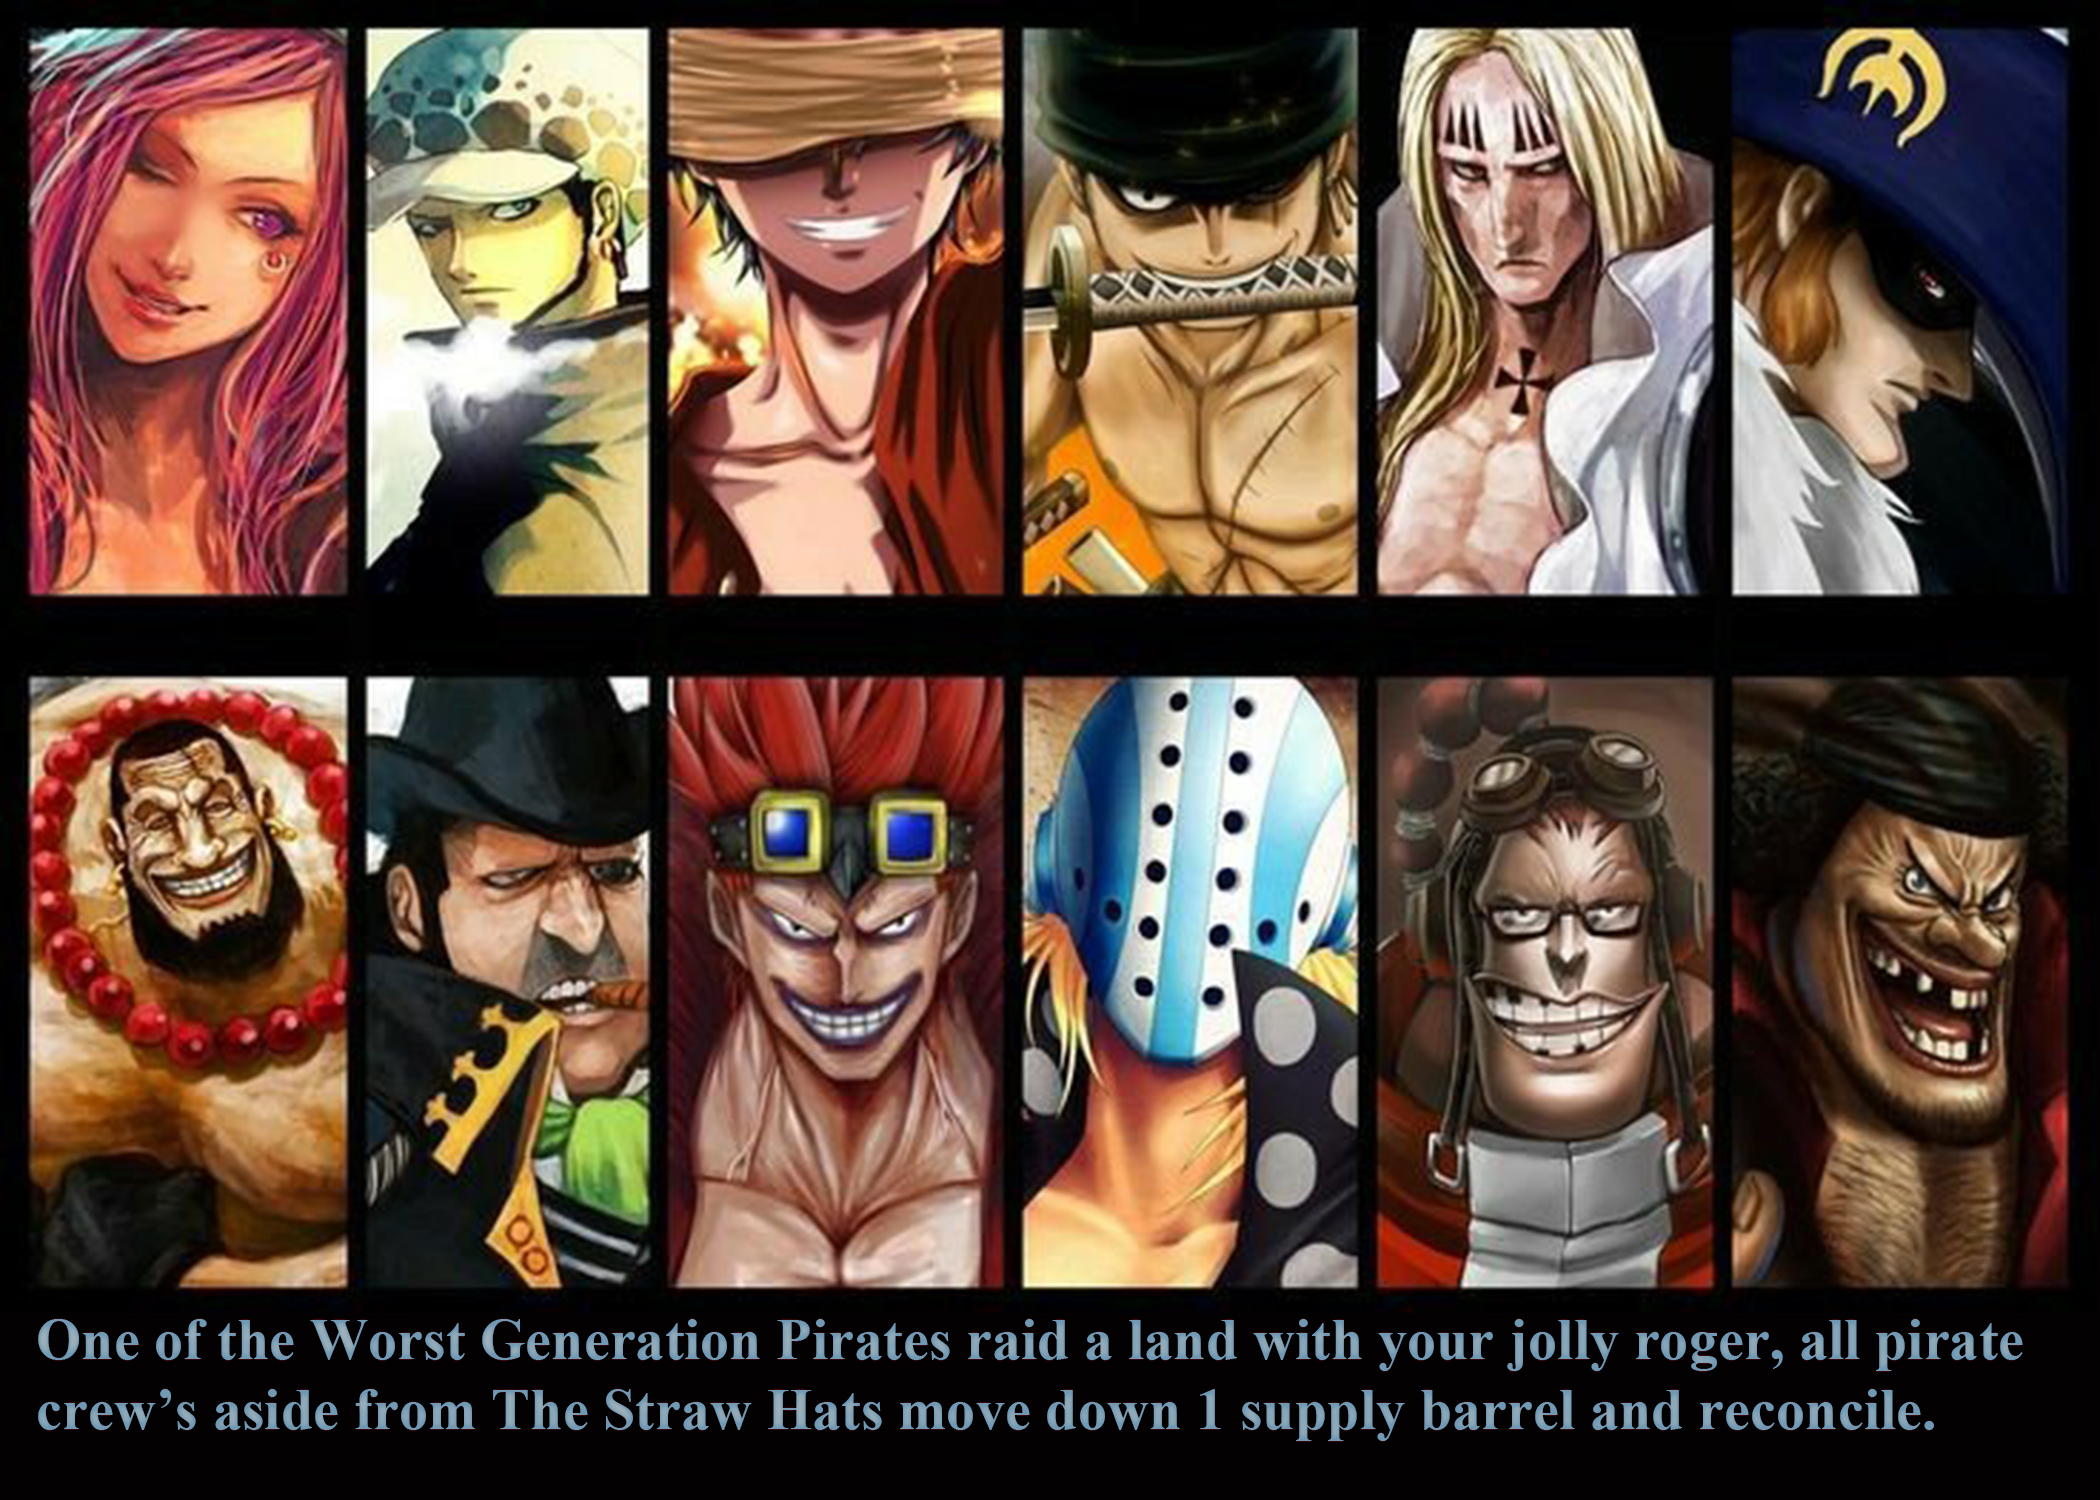 One of the Worst Generation Pirates raid a land with your jolly roger, all pirate
crew’s aside from The Straw Hats move down 1 supply barrel and reconcile.